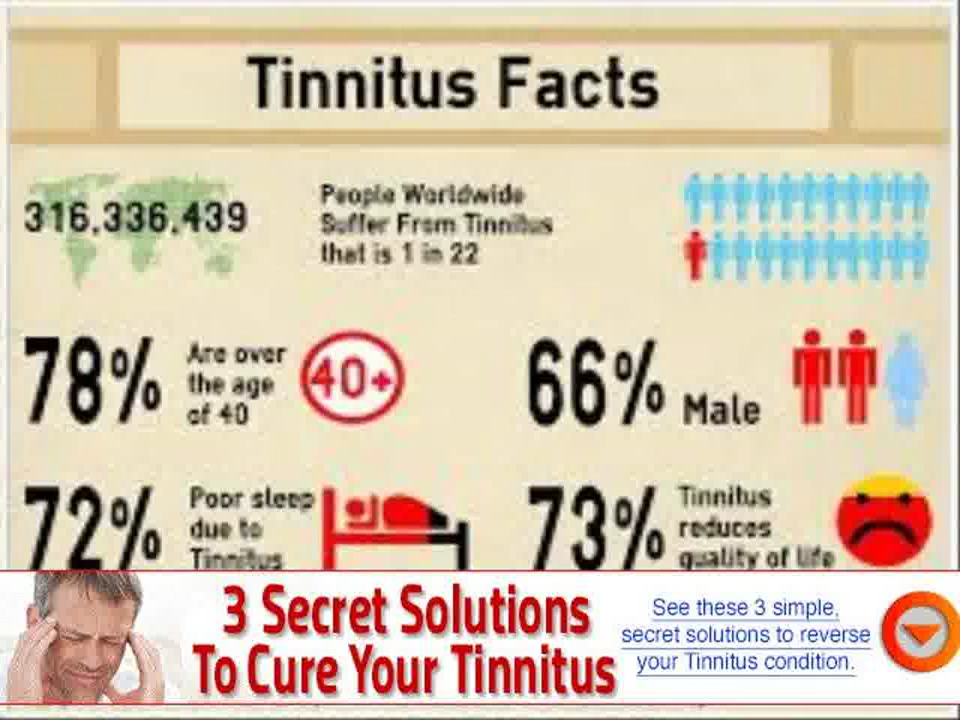 Tinnitus Facts
316,336,439
People Worldwide
Suffer From Tinnitus
that is 1 in 22
78%
Are over
the age
of 40
40+
66%
Male
72%
Poor sleep
due to
Tinnitus
73%
Tinnitus
reduces
quality of life
3 Secret Solutions
To Cure Your Tinnitus
See these 3 simple,
secret solutions to reverse
your Tinnitus condition.